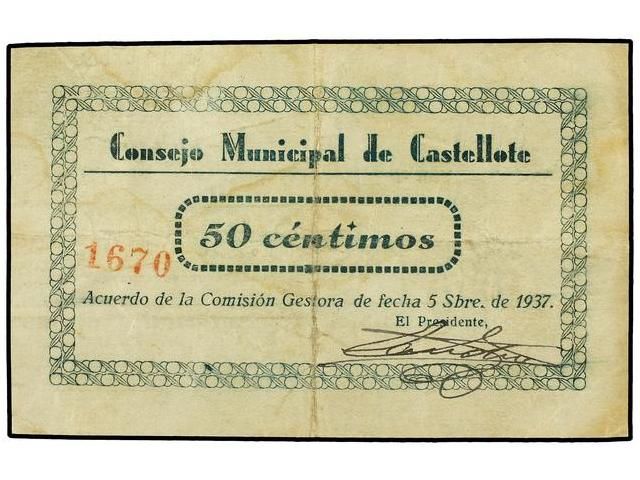 Consejo Municipal de Castellote
50 céntimos
1670
Acuerdo de la Comisión Gestora de fecha 5 Sbre. de 1937.
El Presidente,